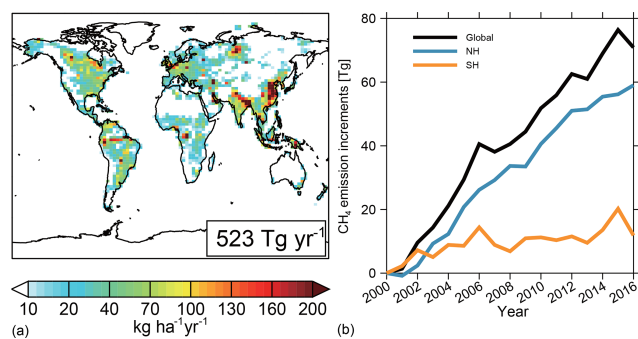 523 Tg yr-1
10 20 40 70 100 130 160 200
kg ha-1yr-1
(a)
CH4 emission increments [Tg]
80
60
40
20
0
Global
NH
SH
2000 2002 2004 2006 2008 2010 2012 2014 2016
Year
(b)